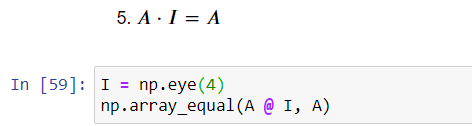 5. A · I = A
In [59]: I = np.eye(4)
np.array_equal(A @ I, A)